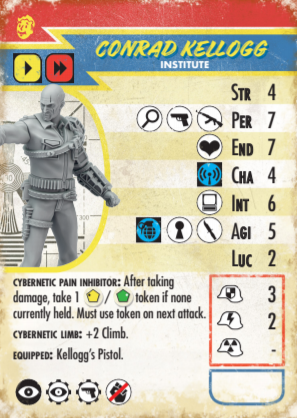 CONRAD KELLOGG
INSTITUTE
STR 4
PER 7
END 7
CHA 4
INT 6
AGI 5
LUC 2
CYBERNETIC PAIN INHIBITOR: After taking
damage, take 1 / token if none
currently held. Must use token on next attack.
CYBERNETIC LIMB: +2 Climb.
EQUIPPED: Kellogg's Pistol.
3
2
-